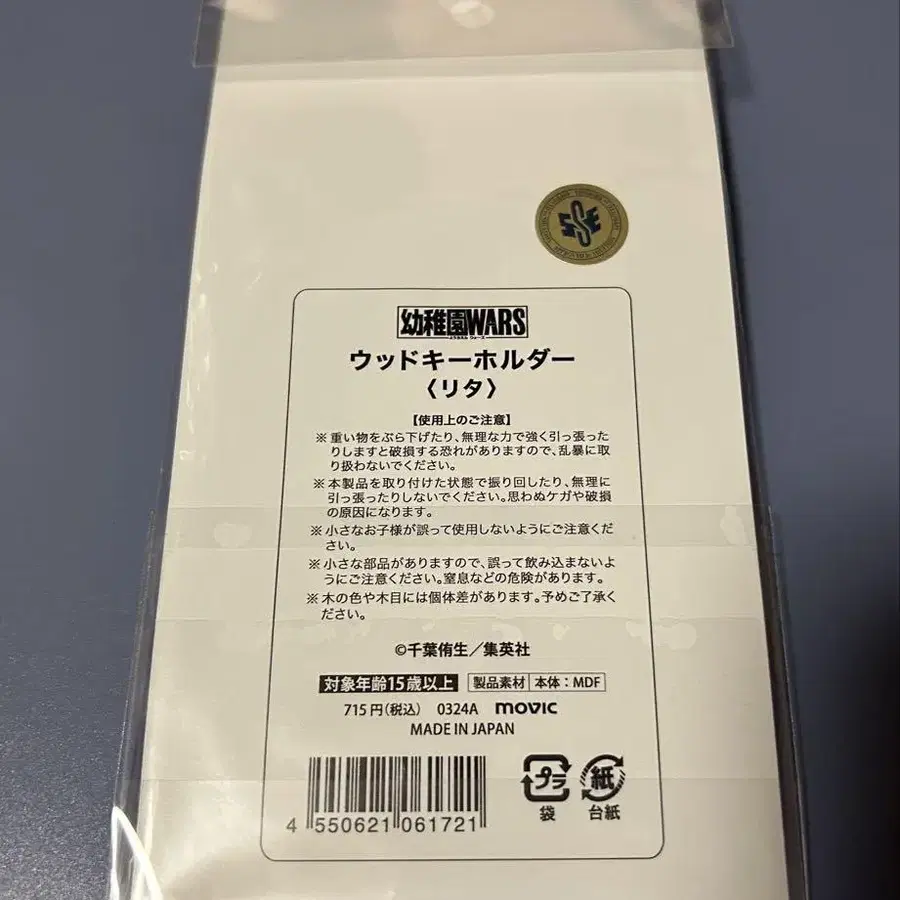 幼稚園WARS
ようちえん ウォーズ
ウッドキーホルダー
〈リタ〉
【使用上のご注意】
※重い物をぶら下げたり、無理な力で強く引っ張った
りしますと破損する恐れがありますので、乱暴に取
り扱わないでください。
※本製品を取り付けた状態で振り回したり、無理に
引っ張ったりしないでください。思わぬケガや破損
の原因になります。
※小さなお子様が誤って使用しないようにご注意くだ
さい。
※小さな部品がありますので、誤って飲み込まないよ
うにご注意ください。窒息などの危険があります。
※木の色や木目には個体差があります。予めご了承く
ださい。
©千葉侑生／集英社
対象年齢15歳以上 製品素材 本体：MDF
715円(税込) 0324A movic
MADE IN JAPAN
プラ 紙
袋 台紙
4 550621 061721